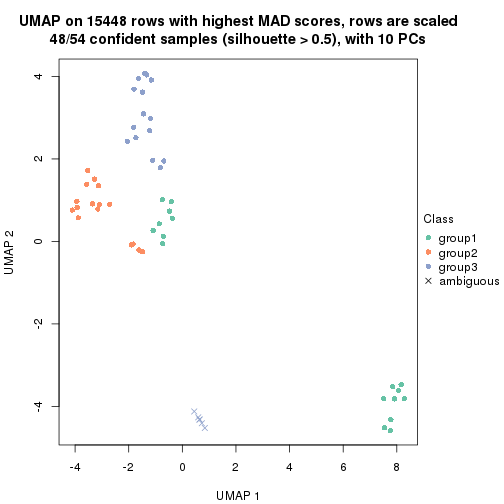 UMAP on 15448 rows with highest MAD scores, rows are scaled
48/54 confident samples (silhouette > 0.5), with 10 PCs
4
2
0
-2
-4
UMAP 2
-4
-2
0
2
4
6
8
UMAP 1
Class
group1
group2
group3
ambiguous